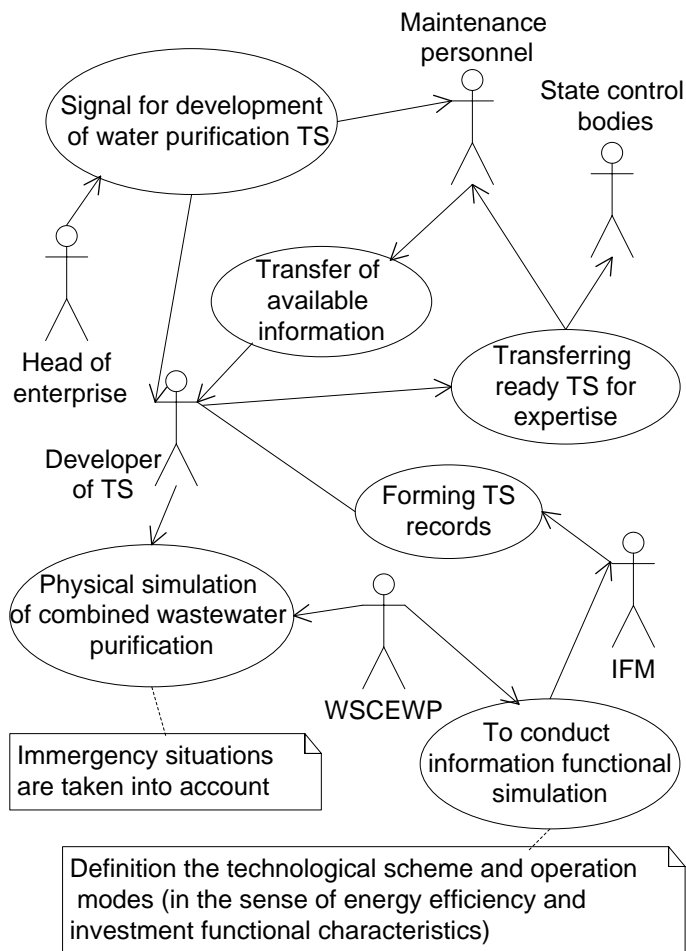 Maintenance
personnel
Signal for development
of water purification TS
State control
bodies
Transfer of
available
information
Head of
enterprise
Transferring
ready TS for
expertise
Developer
of TS
Forming TS
records
Physical simulation
of combined wastewater
purification
IFM
WSCEWP
To conduct
information functional
simulation
Immergency situations
are taken into account
Definition the technological scheme and operation
modes (in the sense of energy efficiency and
investment functional characteristics)